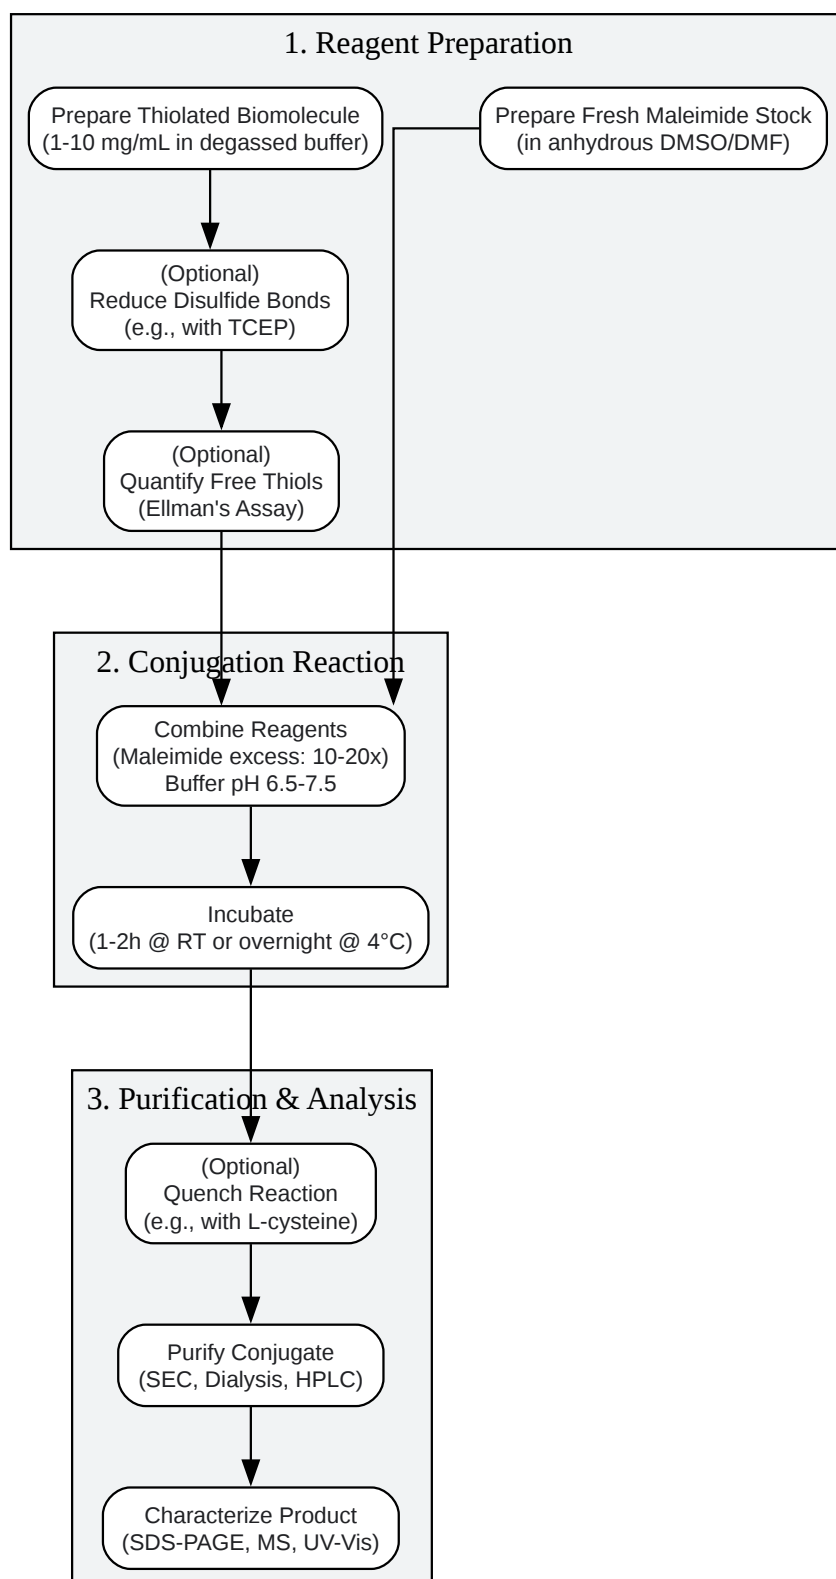 1. Reagent Preparation
Prepare Thiolated Biomolecule
(1-10 mg/mL in degassed buffer)
Prepare Fresh Maleimide Stock
(in anhydrous DMSO/DMF)
(Optional)
Reduce Disulfide Bonds
(e.g., with TCEP)
(Optional)
Quantify Free Thiols
(Ellman's Assay)
2. Conjugation Reaction
Combine Reagents
(Maleimide excess: 10-20x)
Buffer pH 6.5-7.5
Incubate
(1-2h @ RT or overnight @ 4°C)
3. Purification & Analysis
(Optional)
Quench Reaction
(e.g., with L-cysteine)
Purify Conjugate
(SEC, Dialysis, HPLC)
Characterize Product
(SDS-PAGE, MS, UV-Vis)